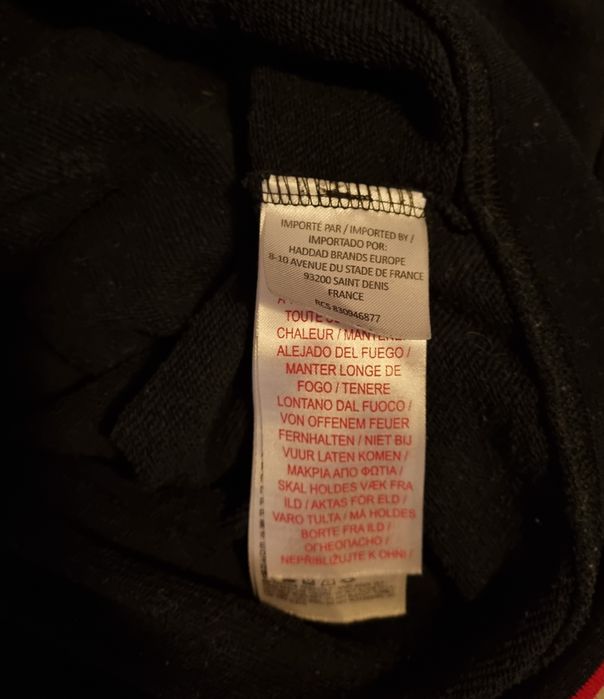 IMPORTÉ PAR / IMPORTED BY /
IMPORTADO POR:
HADDAD BRANDS EUROPE
8-10 AVENUE DU STADE DE FRANCE
93200 SAINT DENIS
FRANCE
RCS 830946877
TOUTE
CHALEUR / MANTENER
ALEJADO DEL FUEGO /
MANTER LONGE DE
FOGO / TENERE
LONTANO DAL FUOCO /
VON OFFENEM FEUER
FERNHALTEN / NIET BIJ
VUUR LATEN KOMEN /
ΜΑΚΡΙΑ ΑΠΟ ΦΩΤΙΑ /
SKAL HOLDES VÆK FRA
ILD / AKTAS FÖR ELD /
VARO TULTA / MÅ HOLDES
BORTE FRA ILD /
ОГНЕОПАСНО /
NEPŘIBLIŽUJTE K OHNI /